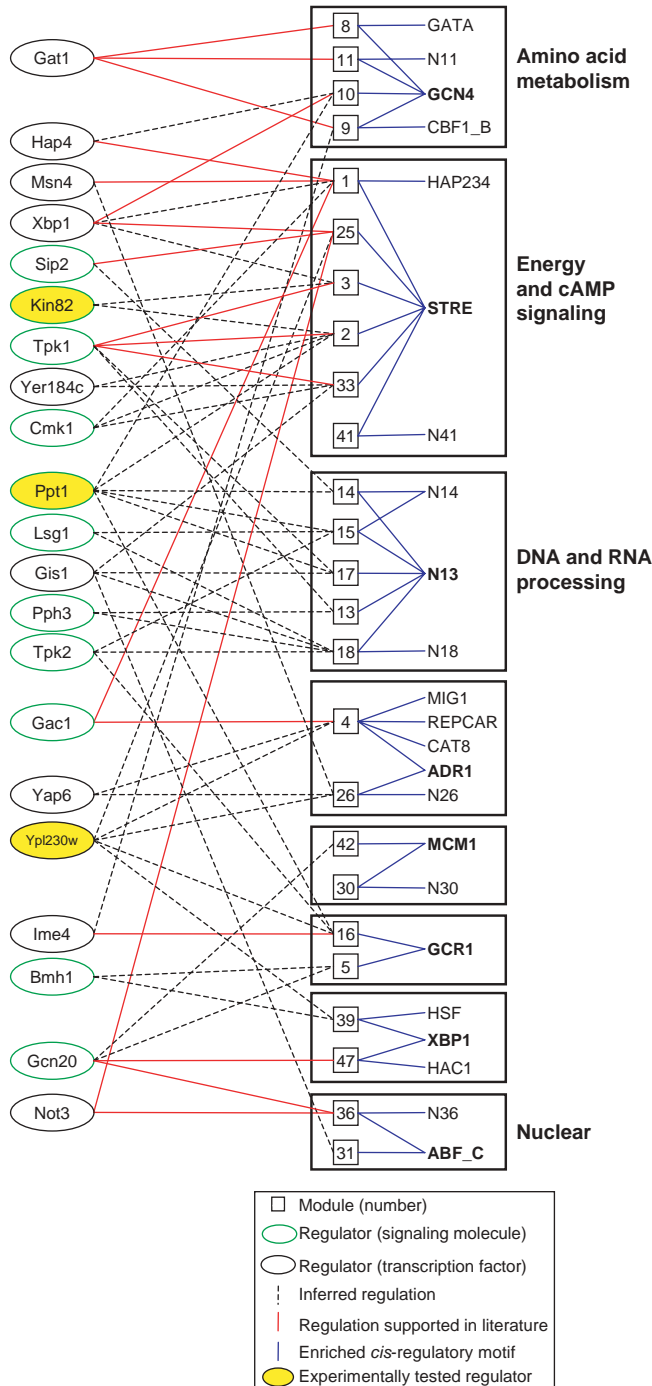 Gat1
Hap4
Msn4
Xbp1
Sip2
Kin82
Tpk1
Yer184c
Cmk1
Ppt1
Lsg1
Gis1
Pph3
Tpk2
Gac1
Yap6
Ypl230w
Ime4
Bmh1
Gcn20
Not3
8
11
10
9
GATA
N11
GCN4
CBF1_B
Amino acid
metabolism
1
25
3
2
33
41
HAP234
STRE
N41
Energy
and cAMP
signaling
14
15
17
13
18
N14
N13
N18
DNA and RNA
processing
4
26
MIG1
REPCAR
CAT8
ADR1
N26
42
30
MCM1
N30
16
5
GCR1
39
47
HSF
XBP1
HAC1
36
31
N36
ABF_C
Nuclear
Module (number)
Regulator (signaling molecule)
Regulator (transcription factor)
Inferred regulation
Regulation supported in literature
Enriched cis-regulatory motif
Experimentally tested regulator